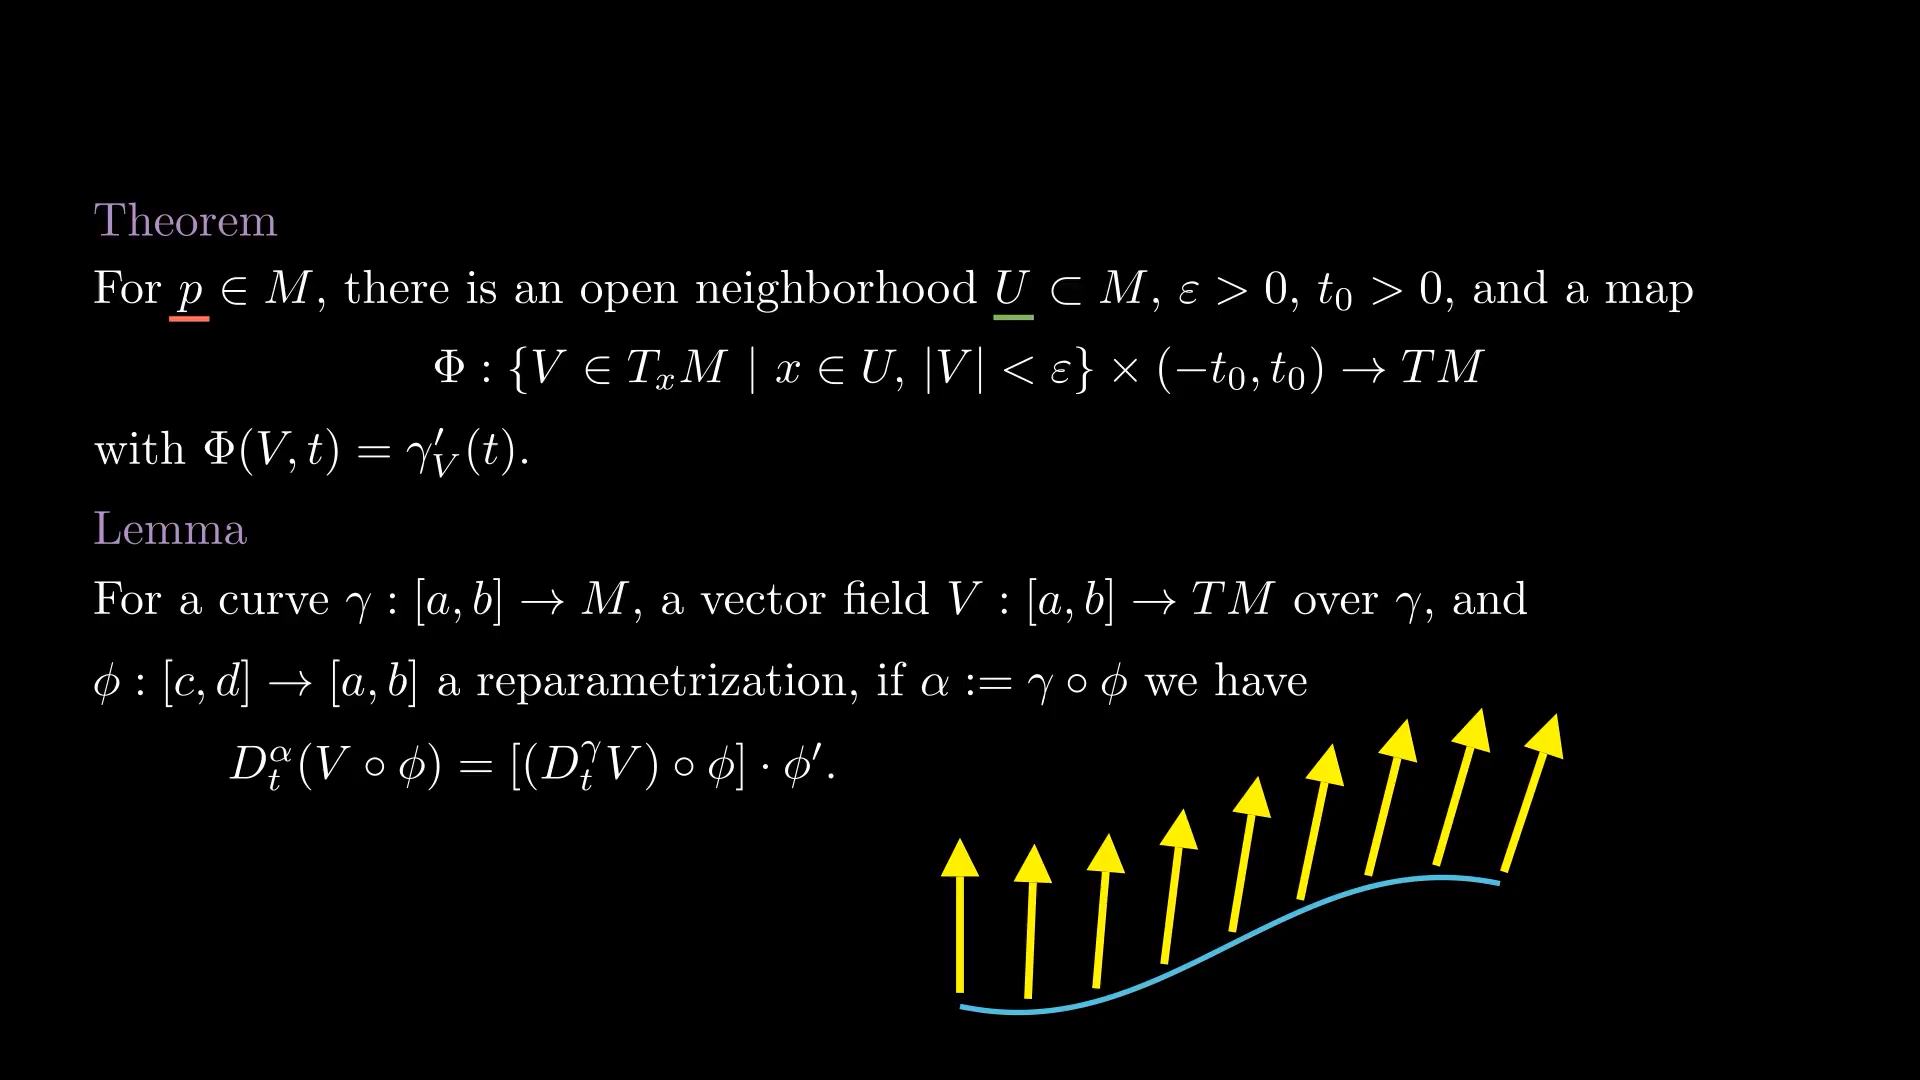 Theorem
For p ∈ M, there is an open neighborhood U ⊂ M, ε > 0, t₀ > 0, and a map
Φ : {V ∈ TₓM | x ∈ U, |V| < ε} × (−t₀, t₀) → TM
with Φ(V, t) = γ′_V(t).
Lemma
For a curve γ : [a, b] → M, a vector field V : [a, b] → TM over γ, and
ϕ : [c, d] → [a, b] a reparametrization, if α := γ ∘ ϕ we have
D_t^α(V ∘ ϕ) = [(D_t^γ V) ∘ ϕ] · ϕ′.